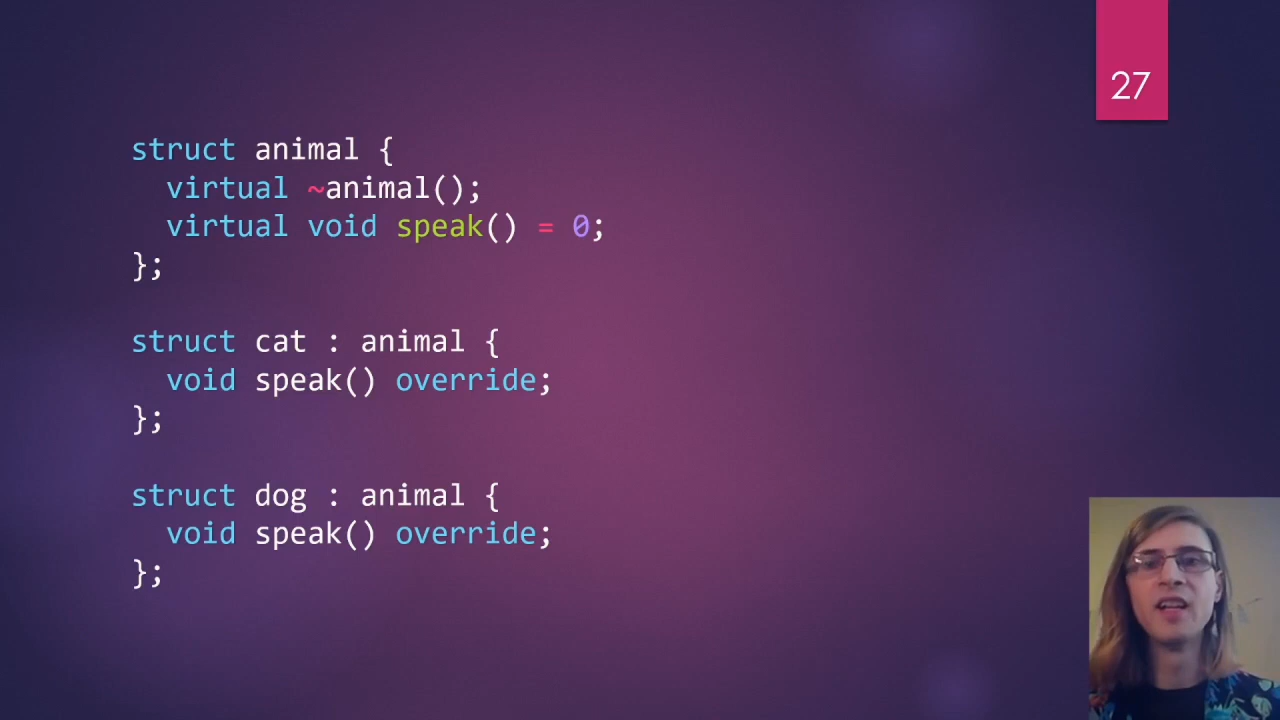 27
struct animal {
  virtual ~animal();
  virtual void speak() = 0;
};
struct cat : animal {
  void speak() override;
};
struct dog : animal {
  void speak() override;
};